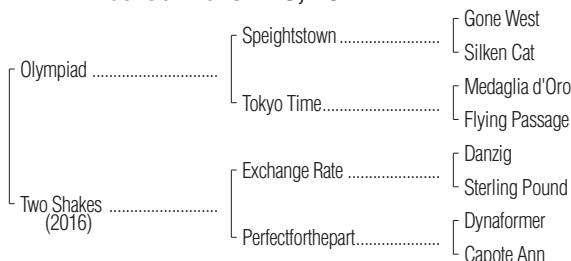 Gone West
Speightstown ....................
Silken Cat
Olympiad .........................
Medaglia d'Oro
Tokyo Time........................
Flying Passage
Danzig
Exchange Rate ..................
Sterling Pound
Two Shakes ......................
(2016)
Dynaformer
Perfectforthepart.................
Capote Ann